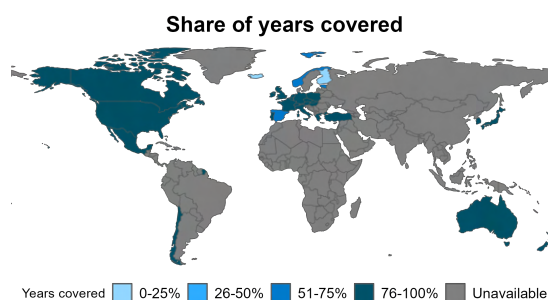 Share of years covered
Years covered 0-25% 26-50% 51-75% 76-100% Unavailable